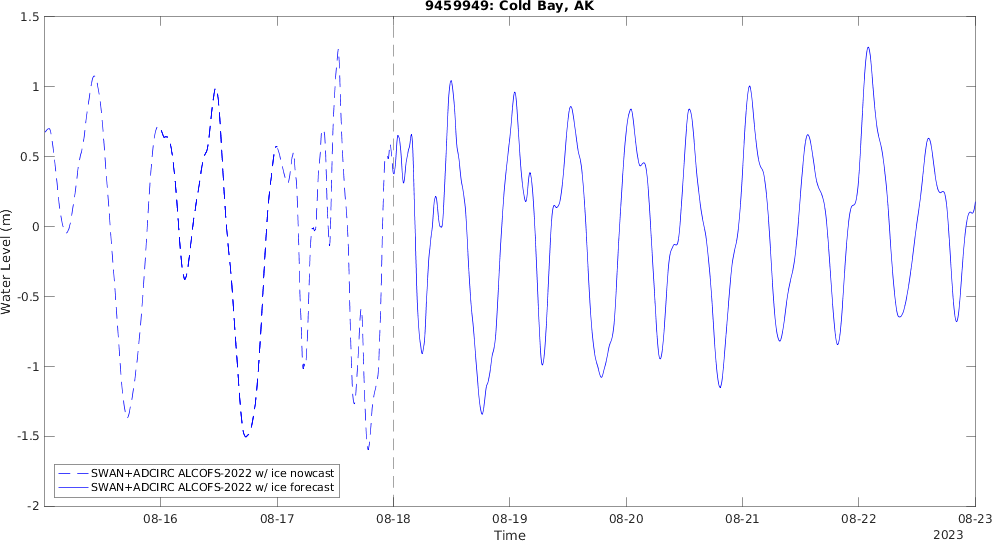 9459949: Cold Bay, AK
Water Level (m)
1.5
1
0.5
0
-0.5
-1
-1.5
-2
SWAN+ADCIRC ALCOFS-2022 w/ ice nowcast
SWAN+ADCIRC ALCOFS-2022 w/ ice forecast
08-16 08-17 08-18 08-19 08-20 08-21 08-22 08-23
Time
2023